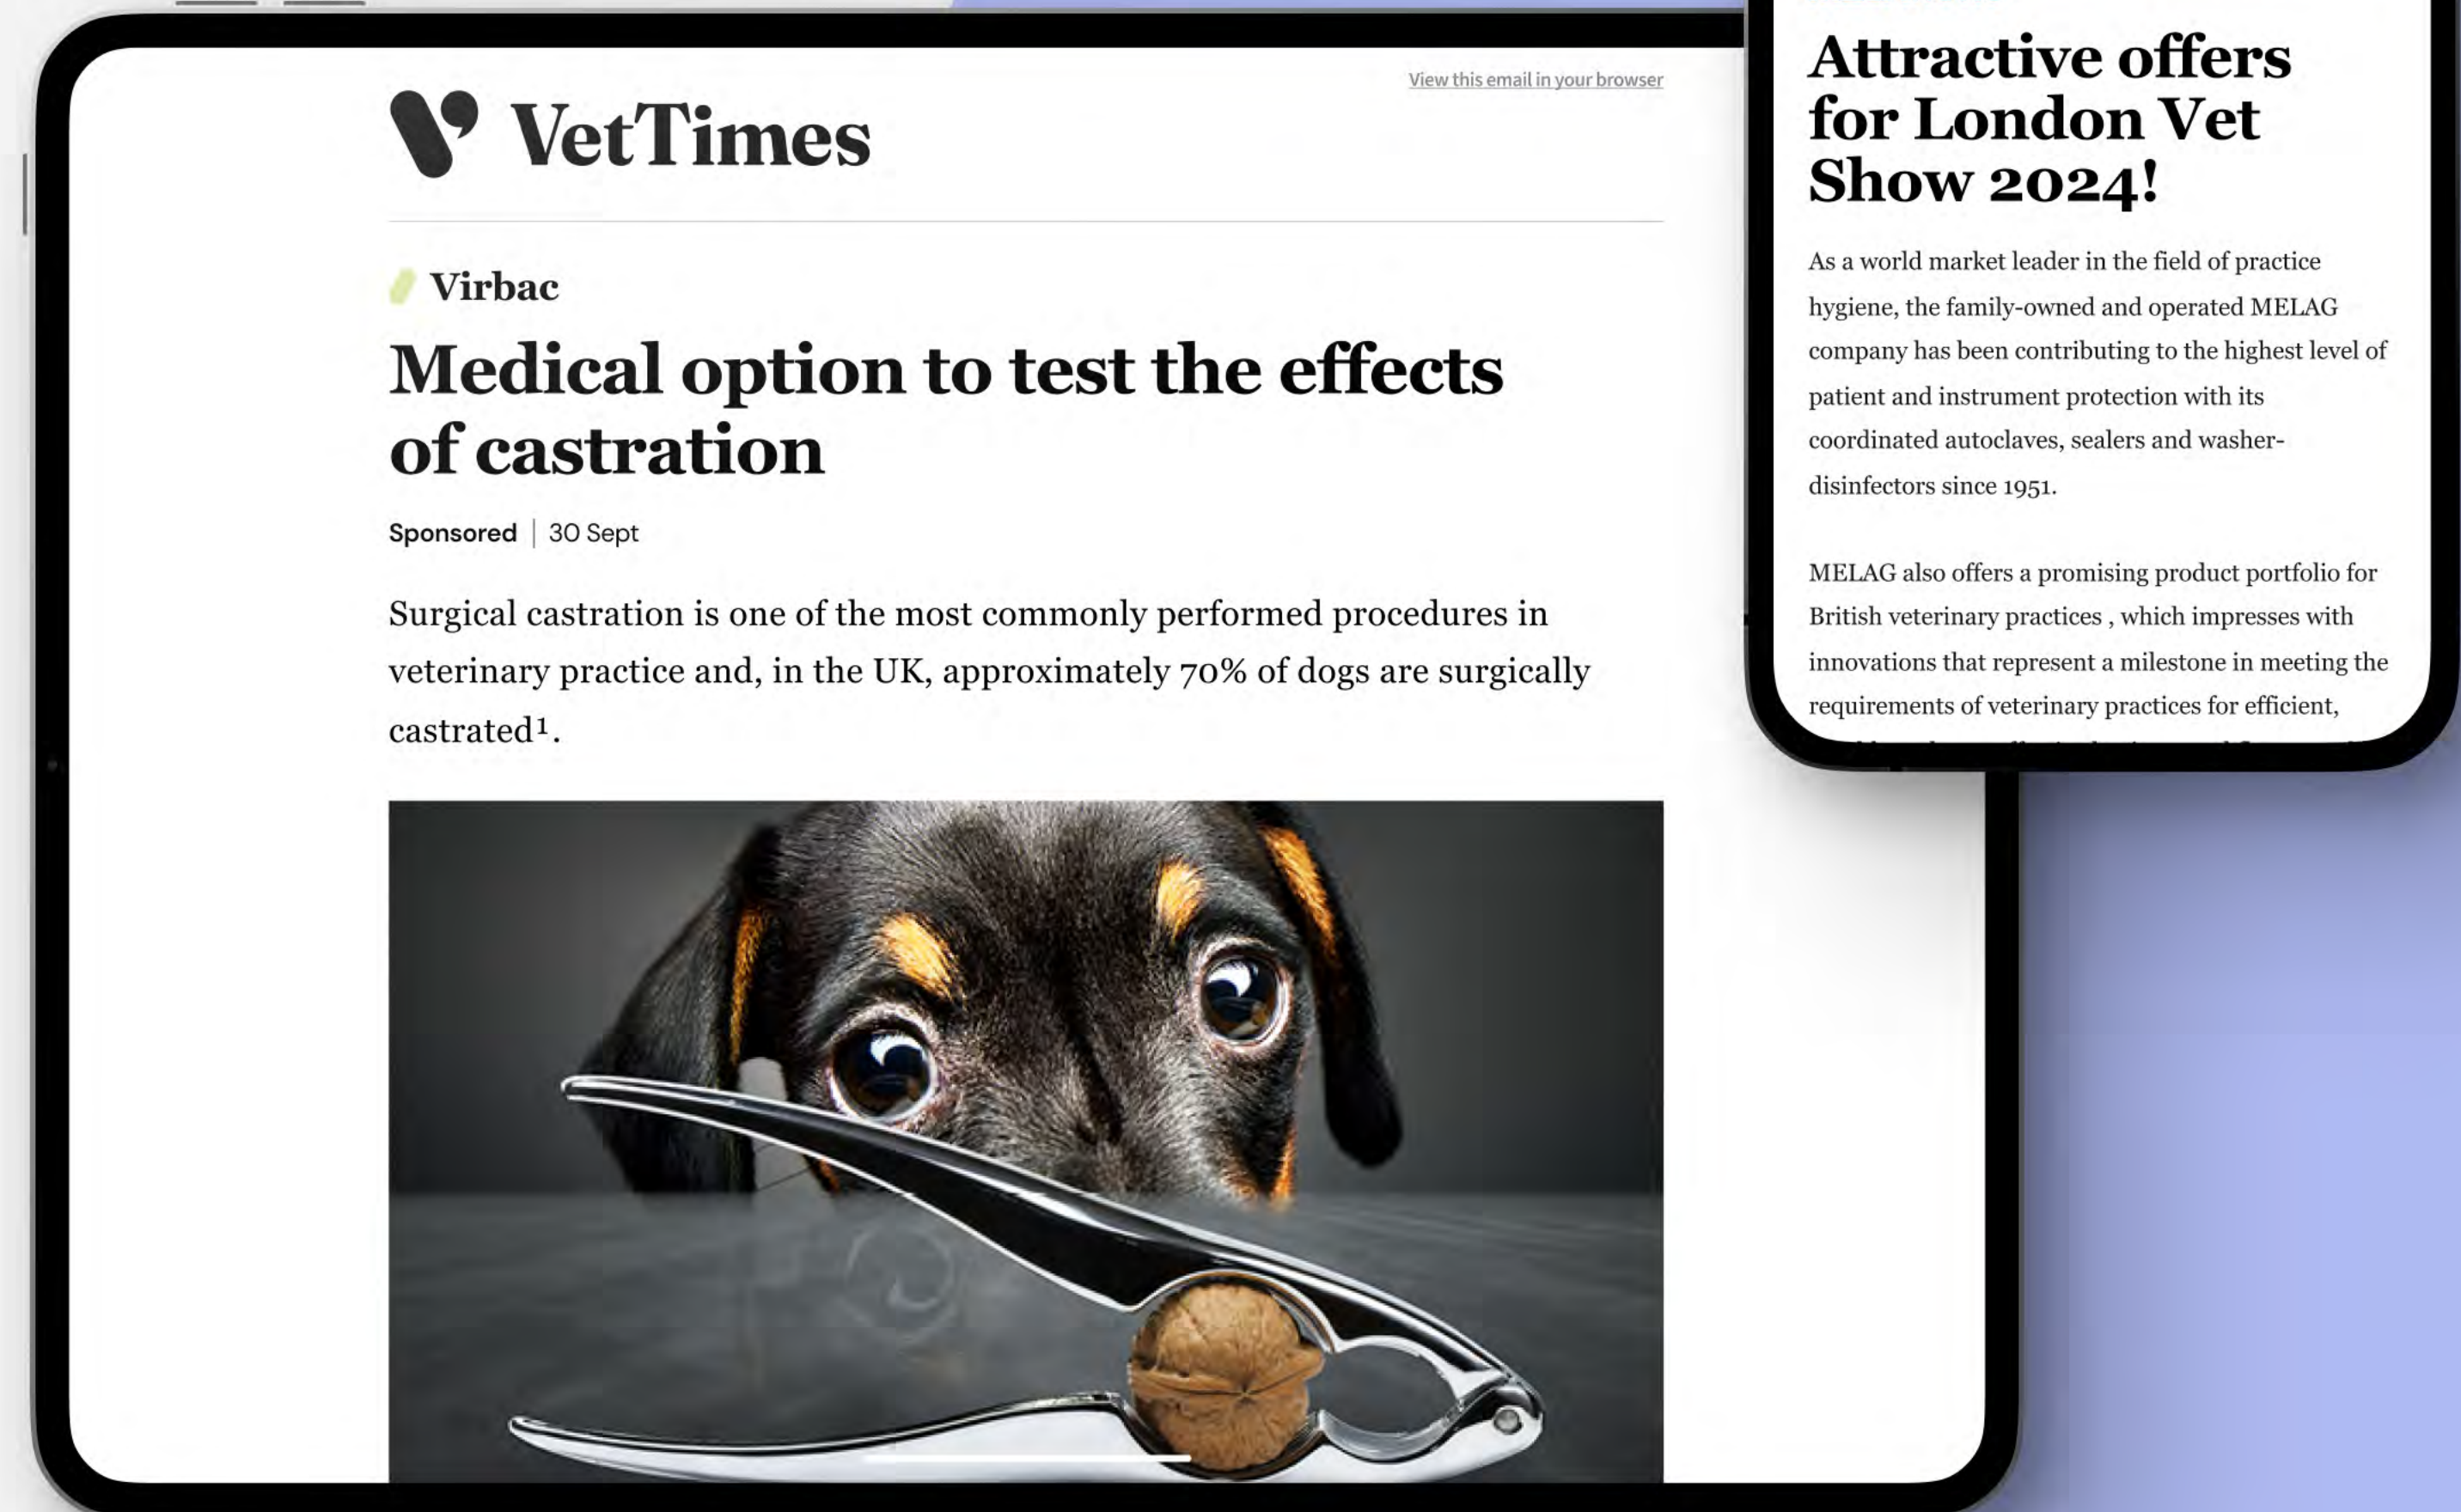 View this email in your browser
VetTimes
Virbac
Medical option to test the effects
of castration
Sponsored | 30 Sept
Surgical castration is one of the most commonly performed procedures in
veterinary practice and, in the UK, approximately 70% of dogs are surgically
castrated¹.
Attractive offers
for London Vet
Show 2024!
As a world market leader in the field of practice
hygiene, the family-owned and operated MELAG
company has been contributing to the highest level of
patient and instrument protection with its
coordinated autoclaves, sealers and washer-
disinfectors since 1951.
MELAG also offers a promising product portfolio for
British veterinary practices , which impresses with
innovations that represent a milestone in meeting the
requirements of veterinary practices for efficient,